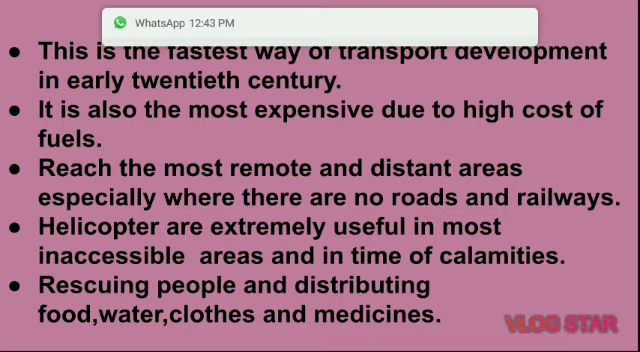 WhatsApp 12:43 PM
● This is the fastest way of transport development
in early twentieth century.
● It is also the most expensive due to high cost of
fuels.
● Reach the most remote and distant areas
especially where there are no roads and railways.
● Helicopter are extremely useful in most
inaccessible areas and in time of calamities.
● Rescuing people and distributing
food,water,clothes and medicines.
VLOG STAR